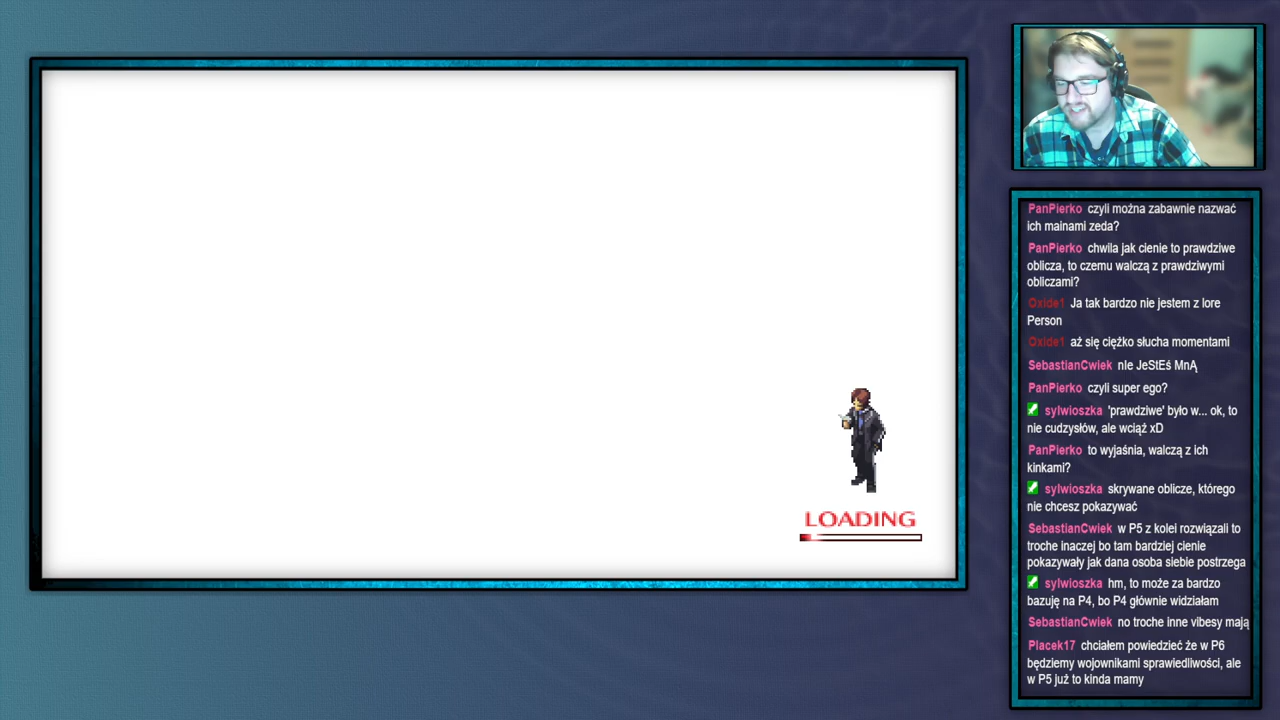 PanPierko czyli można zabawnie nazwać
ich mainami zeda?
PanPierko chwila jak cienie to prawdziwe
oblicza, to czemu walczą z prawdziwymi
obliczami?
Oxide1 Ja tak bardzo nie jestem z lore
Person
Oxide1 aż się ciężko słucha momentami
SebastianCwiek nIe JeStEś MnĄ
PanPierko czyli super ego?
sylwioszka 'prawdziwe' było w... ok, to
nie cudzysłów, ale wciąż xD
PanPierko to wyjaśnia, walczą z ich
kinkami?
sylwioszka skrywane oblicze, którego
nie chcesz pokazywać
SebastianCwiek w P5 z kolei rozwiązali to
troche inaczej bo tam bardziej cienie
pokazywały jak dana osoba siebie postrzega
sylwioszka hm, to może za bardzo
bazuję na P4, bo P4 głównie widziałam
SebastianCwiek no troche inne vibesy mają
Placek17 chciałem powiedzieć że w P6
będziemy wojownikami sprawiedliwości, ale
w P5 już to kinda mamy
LOADING